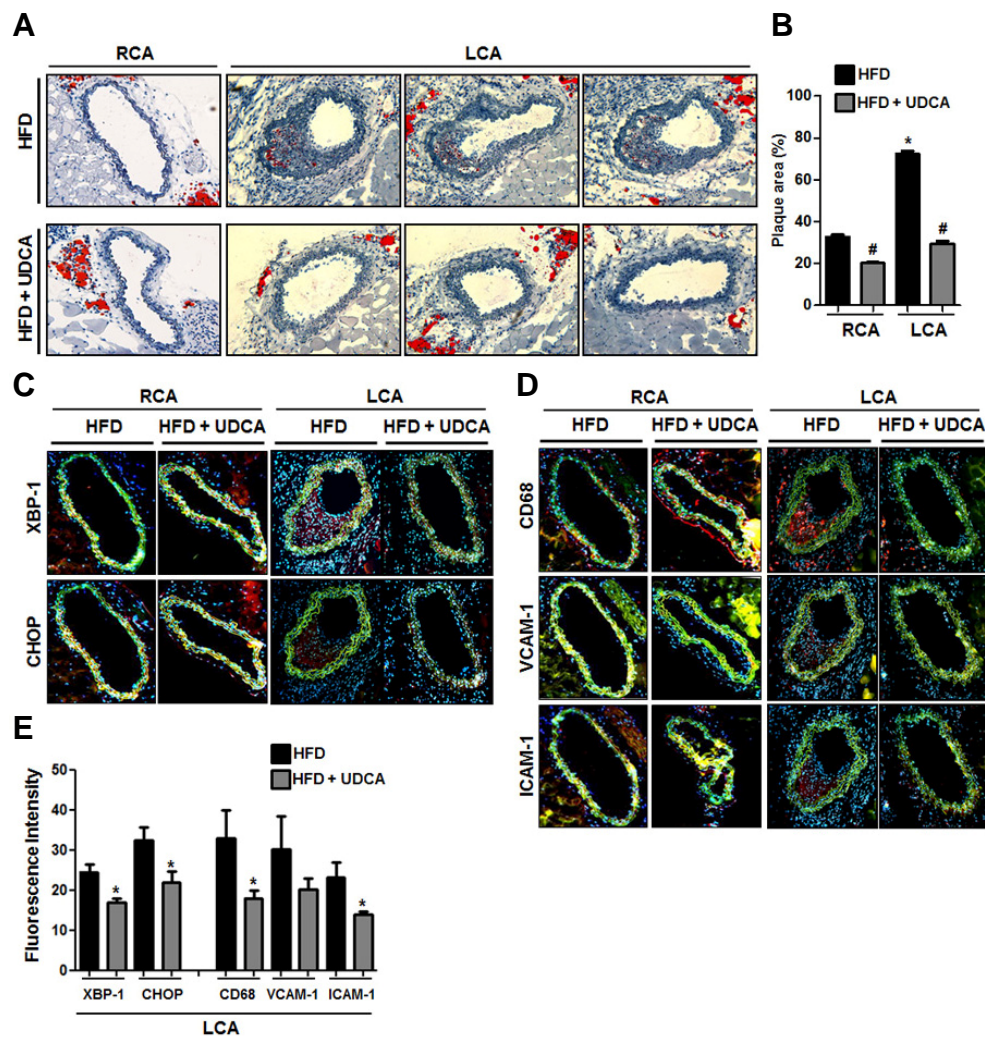 A
RCA
LCA
HFD
HFD + UDCA
B
HFD
HFD + UDCA
Plaque area (%)
100
80
60
40
20
0
*
#
#
RCA
LCA
C
RCA
LCA
HFD
HFD + UDCA
HFD
HFD + UDCA
XBP-1
CHOP
D
RCA
LCA
HFD
HFD + UDCA
HFD
HFD + UDCA
CD68
VCAM-1
ICAM-1
E
HFD
HFD + UDCA
Fluorescence Intensity
50
40
30
20
10
0
*
*
*
*
XBP-1
CHOP
CD68
VCAM-1
ICAM-1
LCA